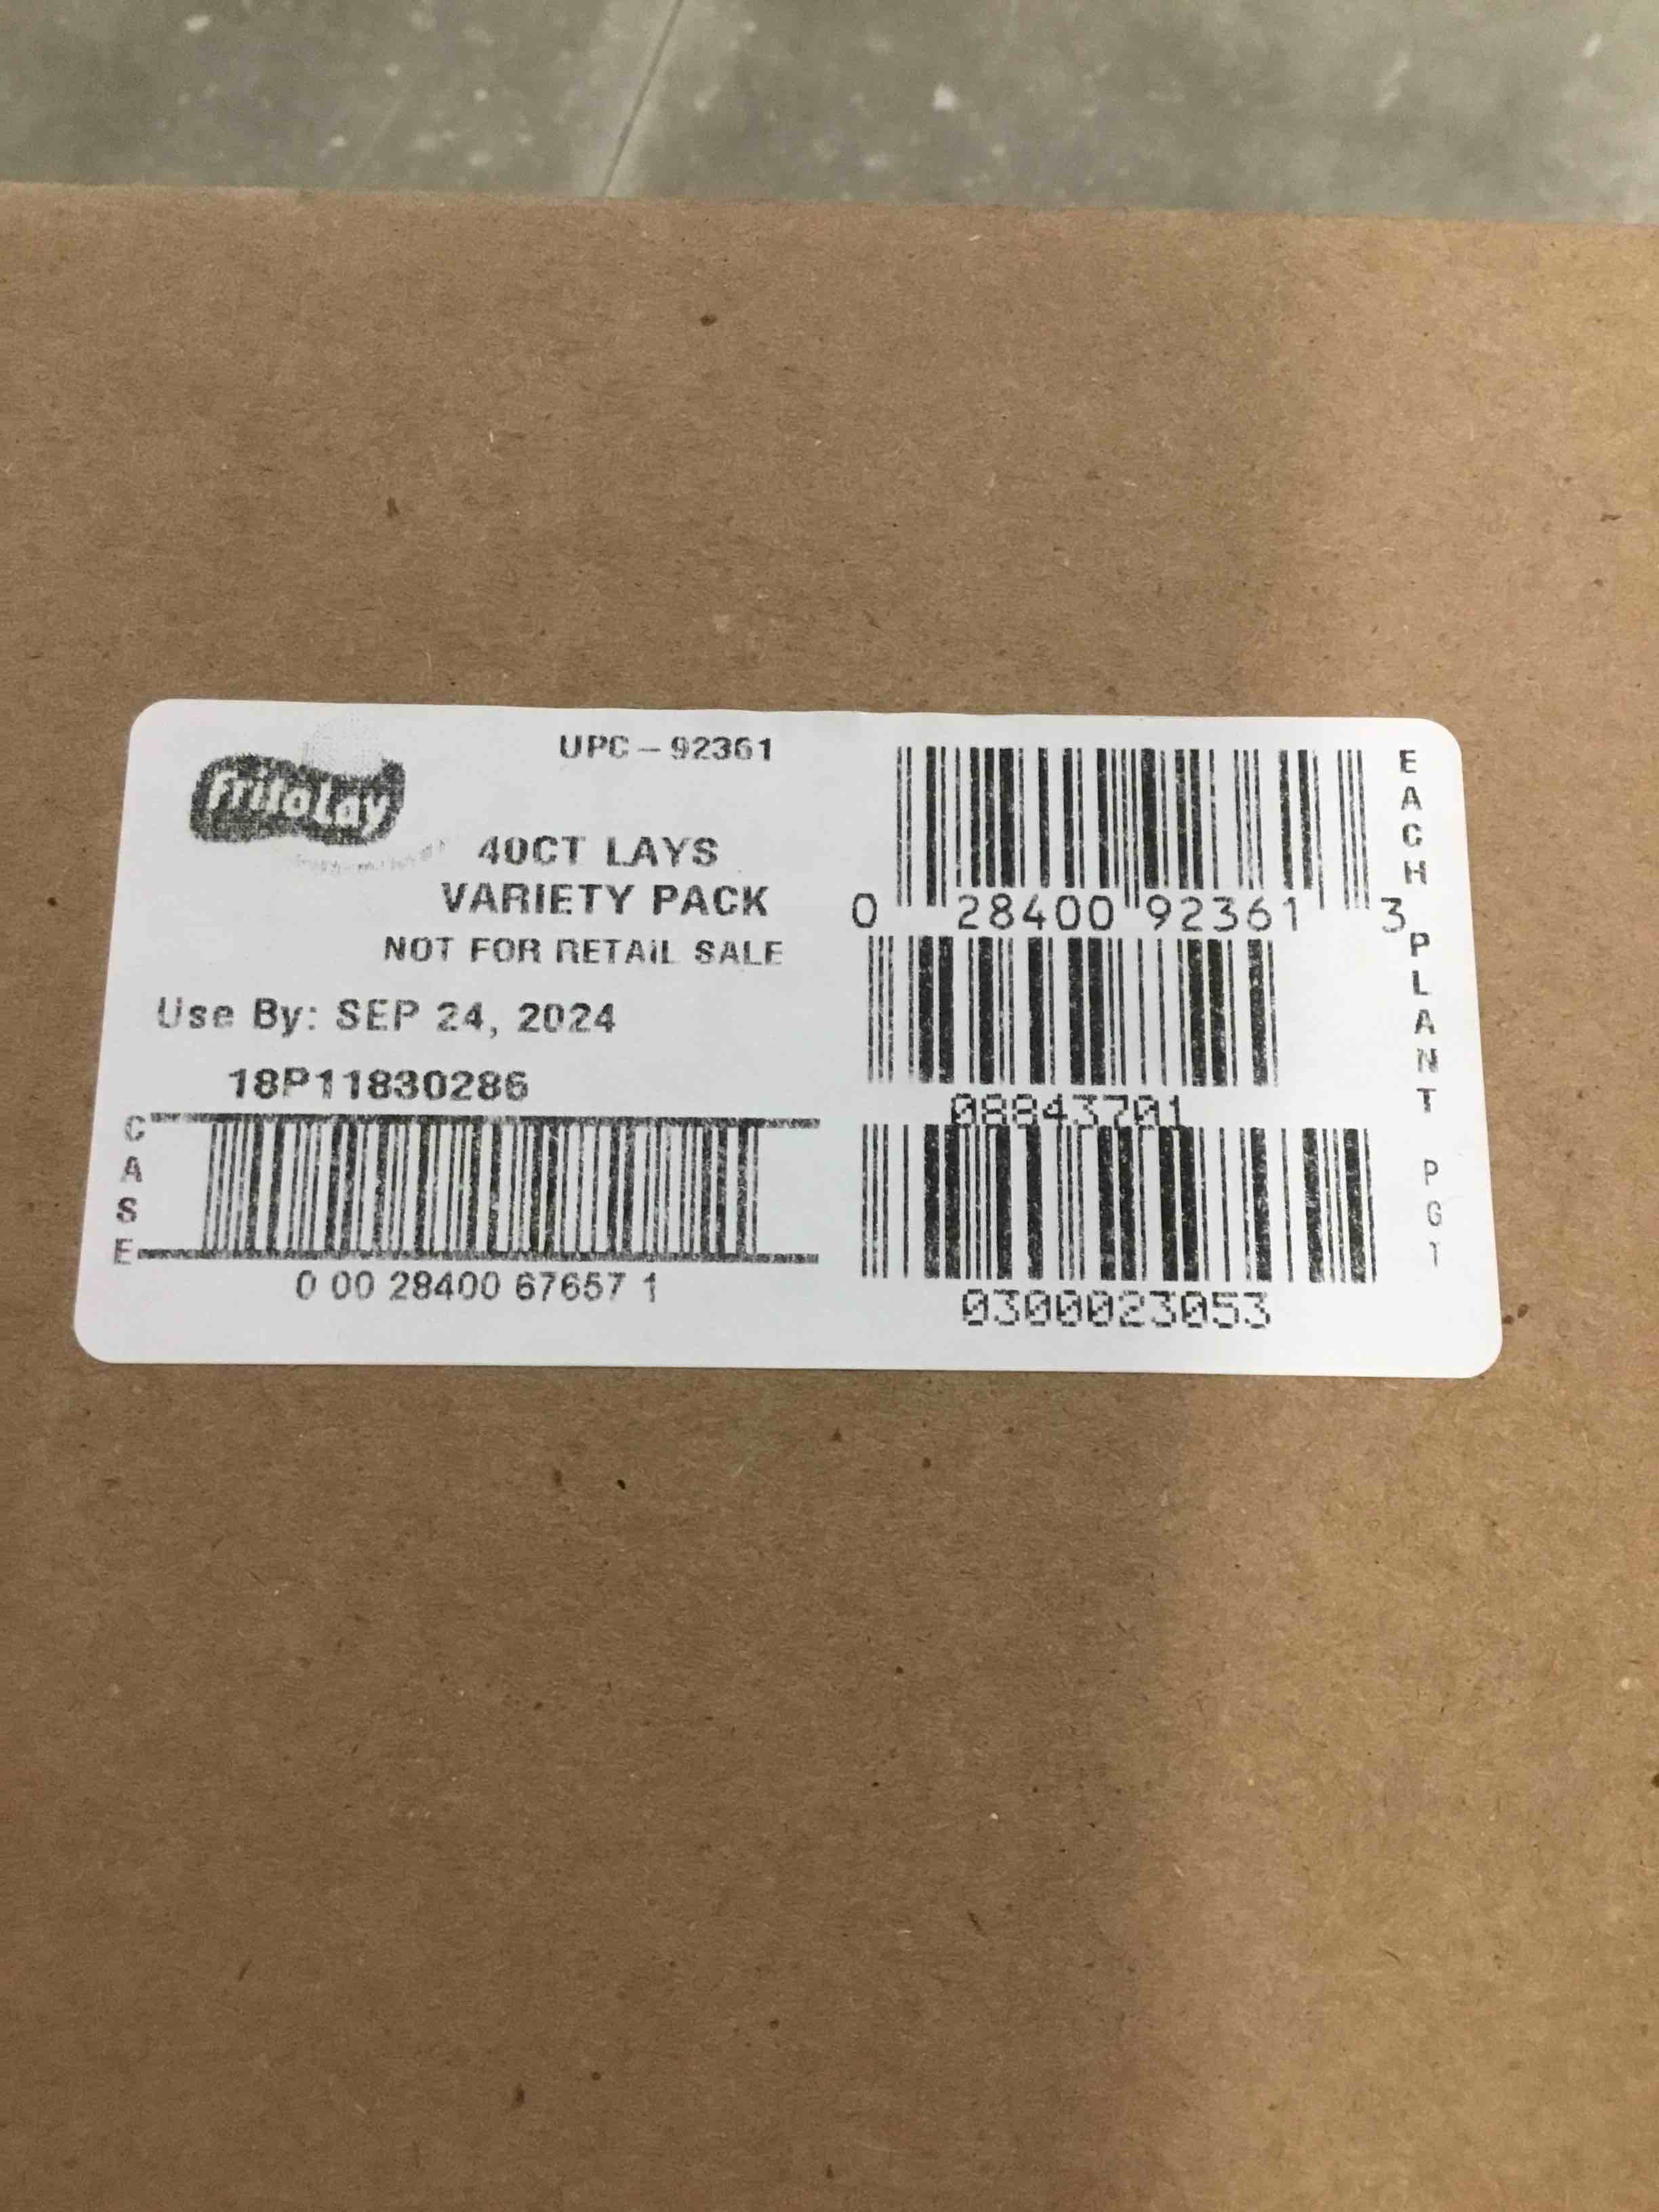 FritoLay
UPC - 92361
40CT LAYS
VARIETY PACK
NOT FOR RETAIL SALE
Use By: SEP 24, 2024
18P11830286
CASE
0 00 28400 67657 1
0 28400 92361 3
08843701
0300023053
EACH PLANT PG1